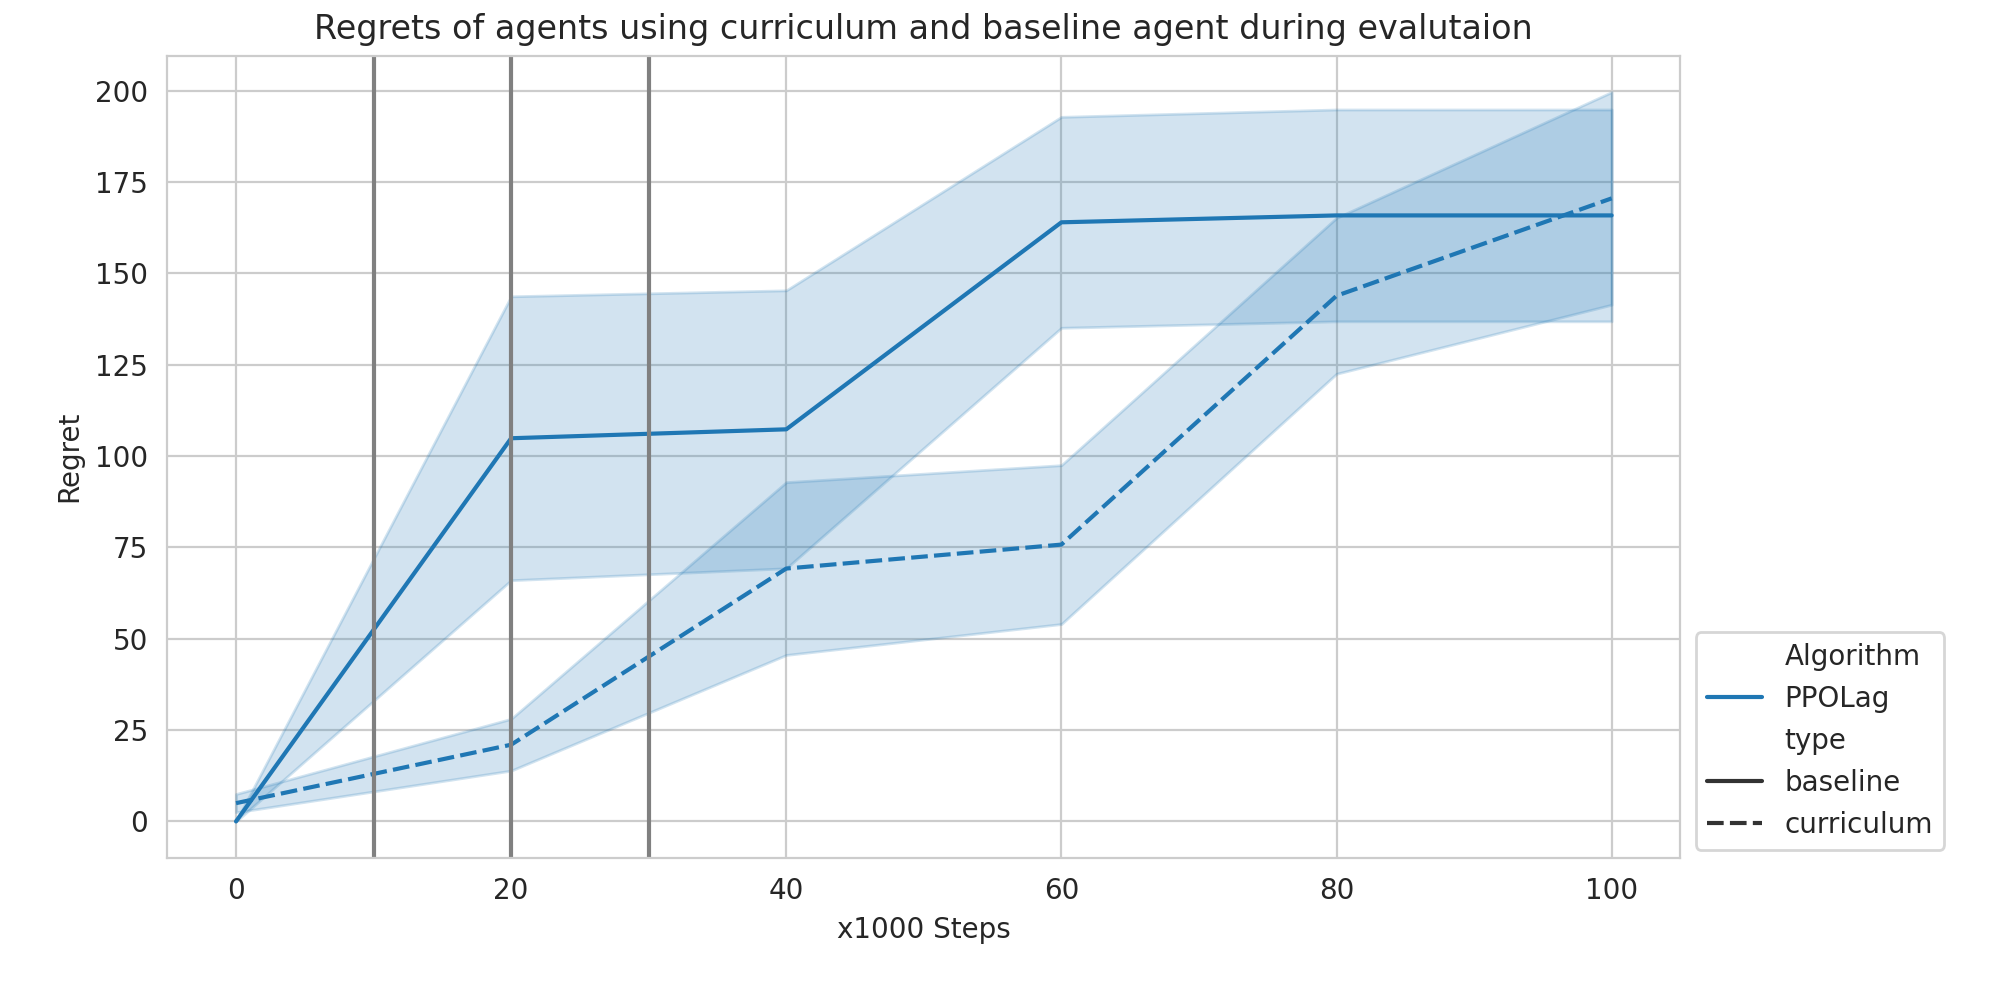 Regrets of agents using curriculum and baseline agent during evalutaion
200
175
150
125
100
75
50
25
0
Regret
0 20 40 60 80 100
x1000 Steps
Algorithm
PPOLag
type
baseline
curriculum